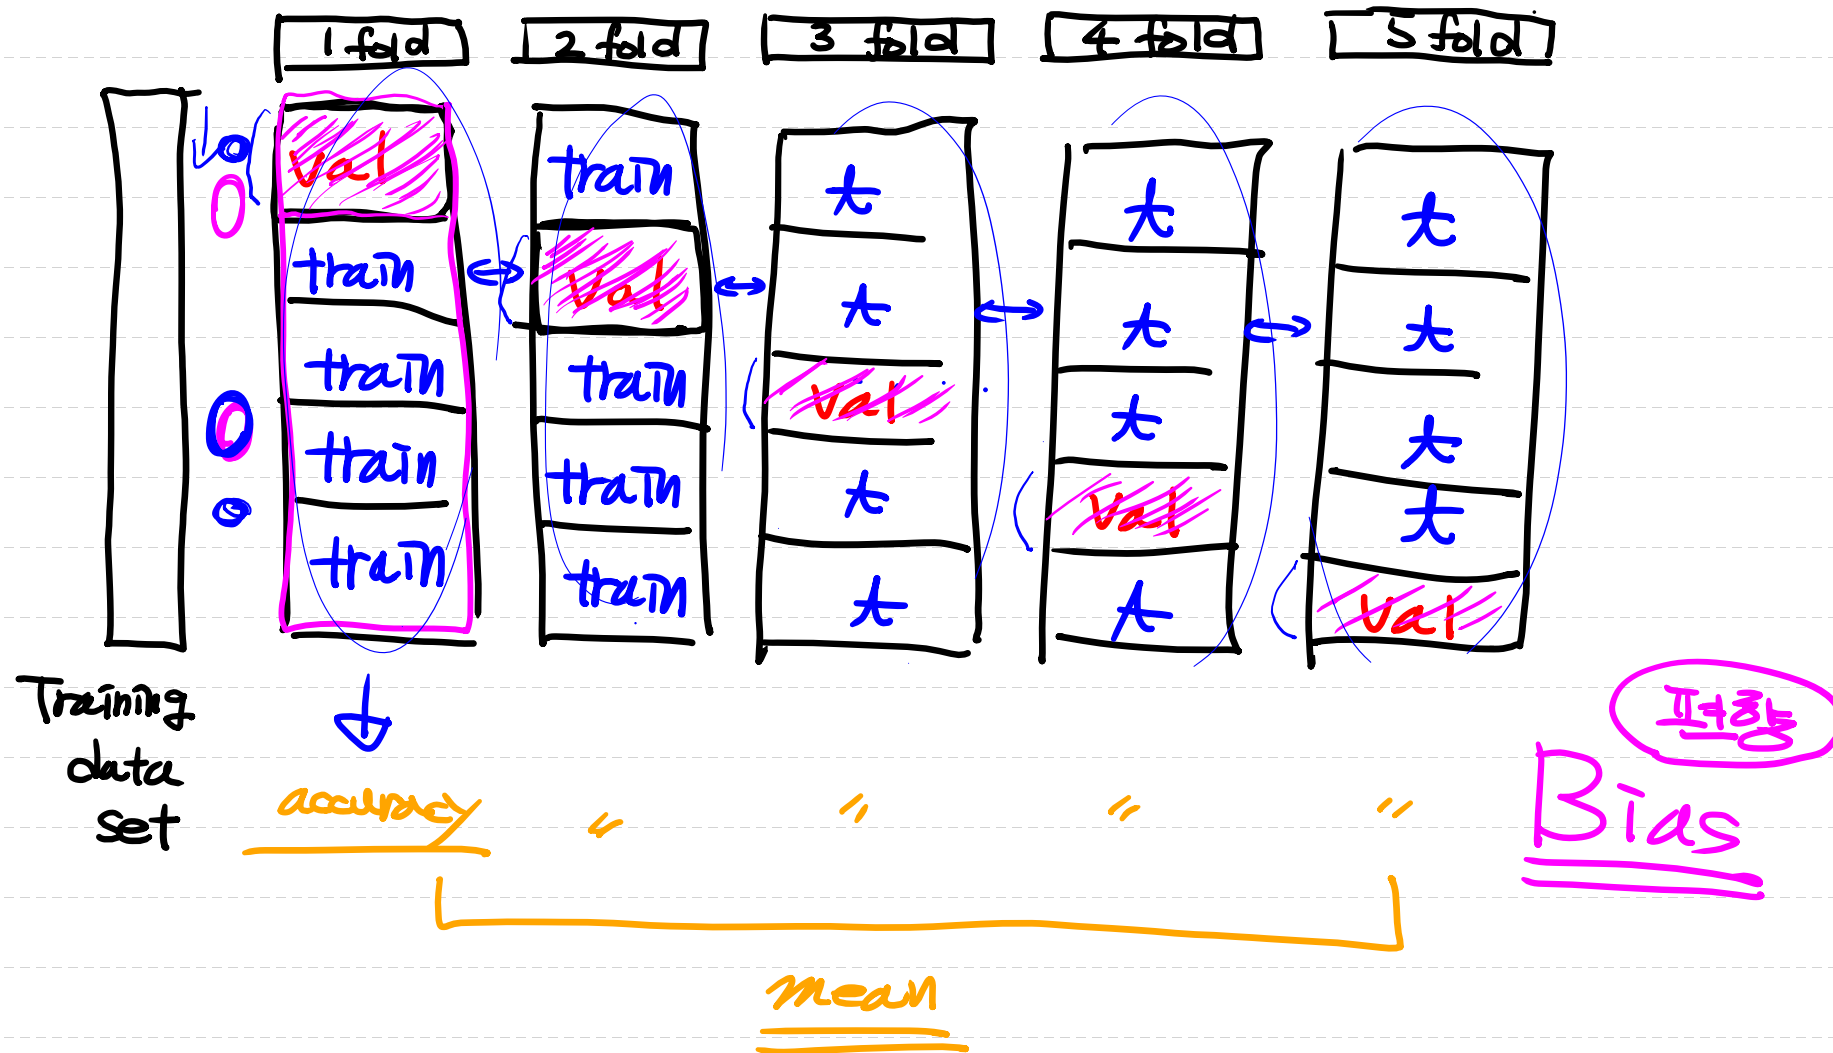 1 fold
2 fold
3 fold
4 fold
5 fold
val
train
train
train
train
train
val
train
train
train
t
t
val
t
t
t
t
t
val
t
t
t
t
t
val
Training
data
set
accuracy
〃
〃
〃
〃
mean
편향
Bias